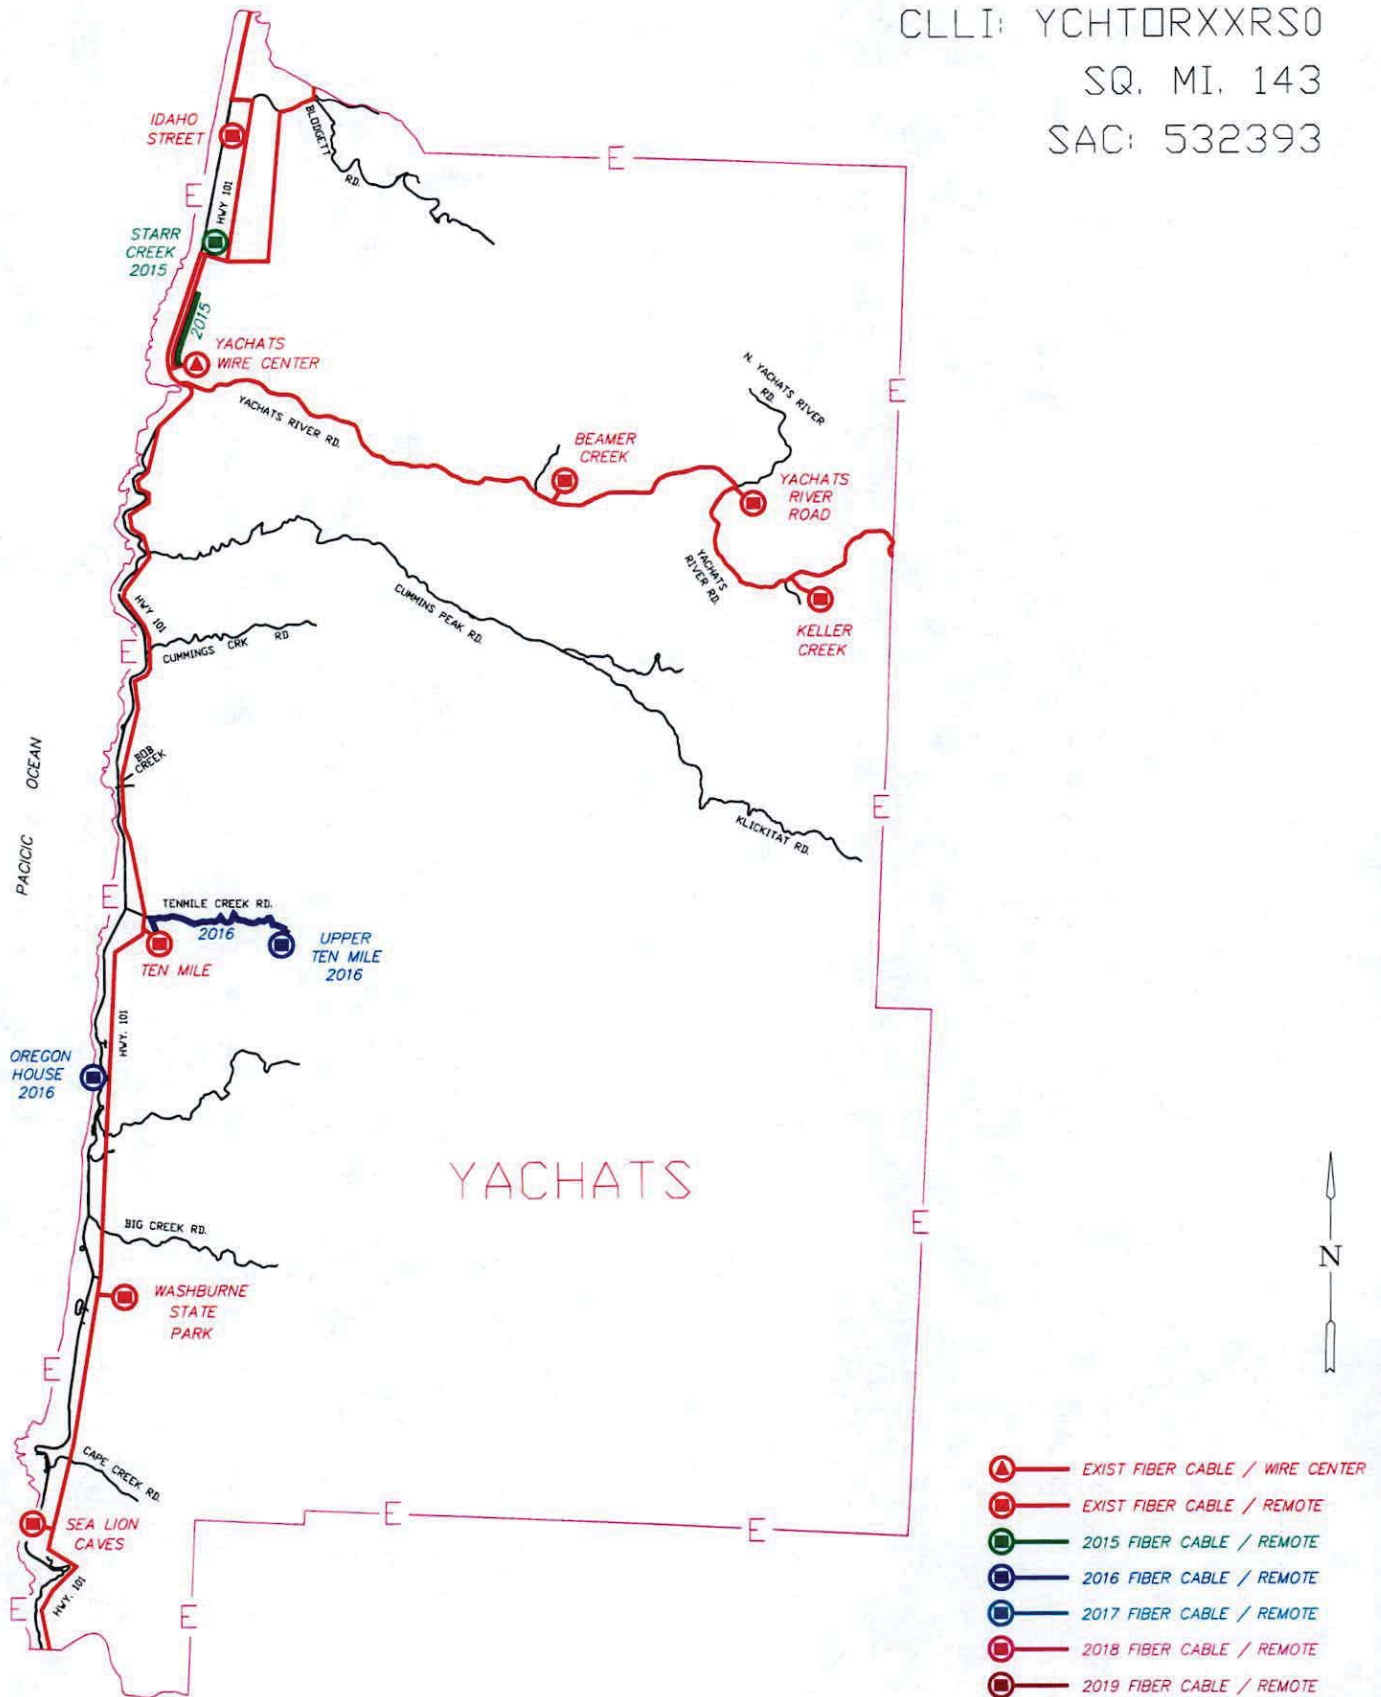 CLLI: YCHTORXXRS0
SQ. MI. 143
SAC: 532393
IDAHO
STREET
BLODGETT
RD.
E
E
HWY 101
STARR
CREEK
2015
2015
YACHATS
WIRE CENTER
YACHATS RIVER RD.
N. YACHATS RIVER
RD.
E
BEAMER
CREEK
YACHATS
RIVER
ROAD
YACHATS
RIVER RD.
KELLER
CREEK
CUMMINS PEAK RD.
HWY 101
E
CUMMINGS CRK RD
PACICIC OCEAN
BOB
CREEK
KLICKITAT RD.
E
E
TENMILE CREEK RD.
2016
TEN MILE
UPPER
TEN MILE
2016
HWY. 101
OREGON
HOUSE
2016
YACHATS
E
BIG CREEK RD.
N
WASHBURNE
STATE
PARK
E
CAPE CREEK RD.
SEA LION
CAVES
E
E
HWY. 101
E
E
EXIST FIBER CABLE / WIRE CENTER
EXIST FIBER CABLE / REMOTE
2015 FIBER CABLE / REMOTE
2016 FIBER CABLE / REMOTE
2017 FIBER CABLE / REMOTE
2018 FIBER CABLE / REMOTE
2019 FIBER CABLE / REMOTE